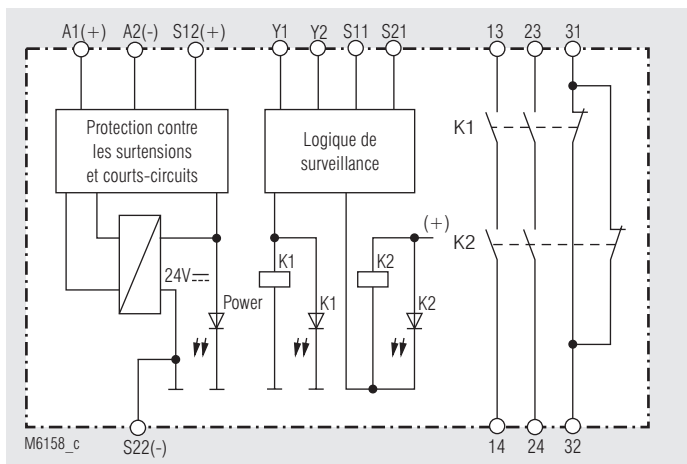 A1(+) A2(-) S12(+) Y1 Y2 S11 S21 13 23 31
Protection contre
les surtensions
et courts-circuits
Logique de
surveillance
K1
(+)
K2
K1
K2
24V
Power
K1
K2
M6158_c
S22(-)
14 24 32